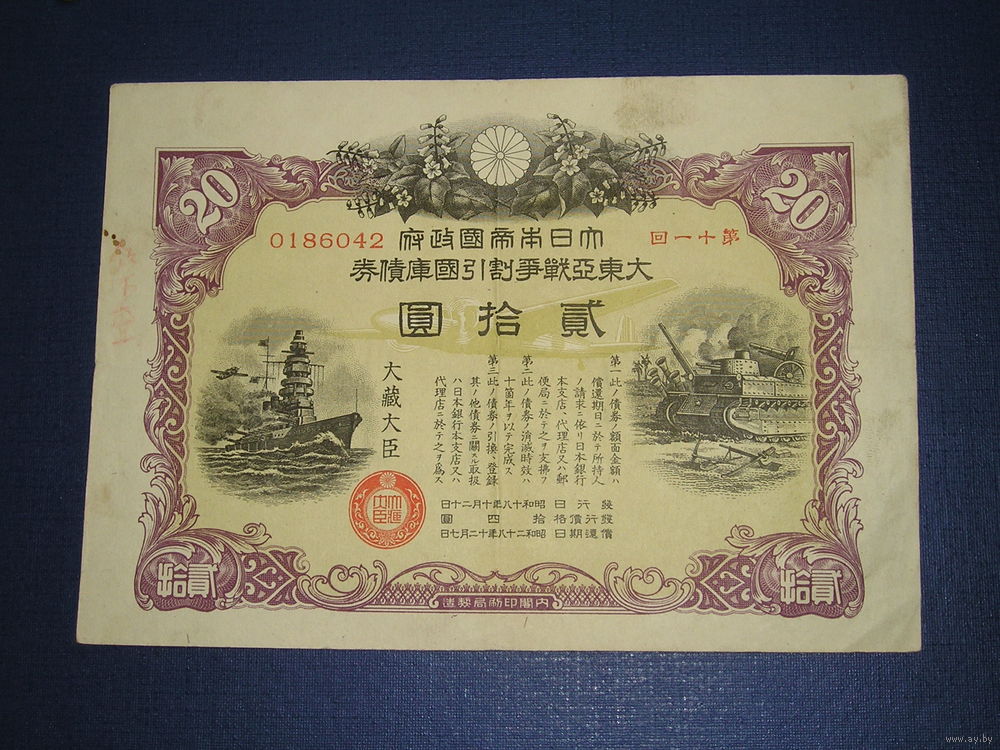 20
20
第十一回
0186042
大日本帝國政府
大東亞戰爭割引國庫債券
貳拾圓
第一此ノ債券ノ額面金額ハ
償還期日ニ於テ所持人
ノ請求ニ依リ日本銀行
本支店、代理店又ハ郵
便局ニ於テ之ヲ支拂フ
第二此ノ債券ノ消滅時效ハ
十箇年ヲ以テ完成ス
第三此ノ債券ノ引換、登錄
其ノ他債券ニ關スル取扱
ハ日本銀行本支店又ハ
代理店ニ於テ之ヲ爲ス
大藏大臣
大藏大臣
發行日 昭和十八年十月二十日
發行價格 拾四圓
償還期日 昭和二十八年十二月七日
貳拾
貳拾
內閣印刷局製造
www.ay.by